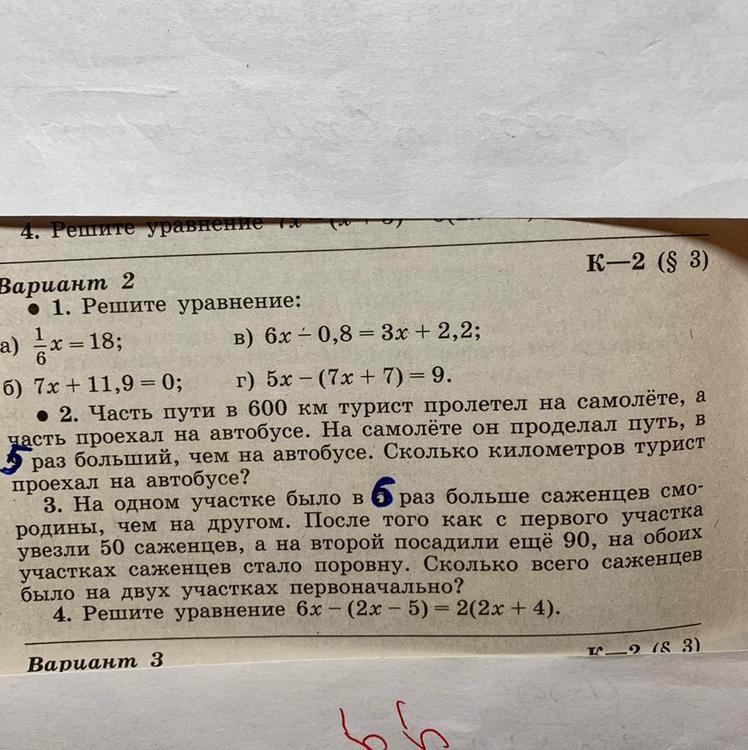 4. Решите уравнение
К—2 (§ 3)
Вариант 2
• 1. Решите уравнение:
а) 1/6 x = 18; в) 6x − 0,8 = 3x + 2,2;
б) 7x + 11,9 = 0; г) 5x − (7x + 7) = 9.
• 2. Часть пути в 600 км турист пролетел на самолёте, а
часть проехал на автобусе. На самолёте он проделал путь, в
5 раз больший, чем на автобусе. Сколько километров турист
проехал на автобусе?
3. На одном участке было в 6 раз больше саженцев смо-
родины, чем на другом. После того как с первого участка
увезли 50 саженцев, а на второй посадили ещё 90, на обоих
участках саженцев стало поровну. Сколько всего саженцев
было на двух участках первоначально?
4. Решите уравнение 6x − (2x − 5) = 2(2x + 4).
Вариант 3 К—2 (§ 3)